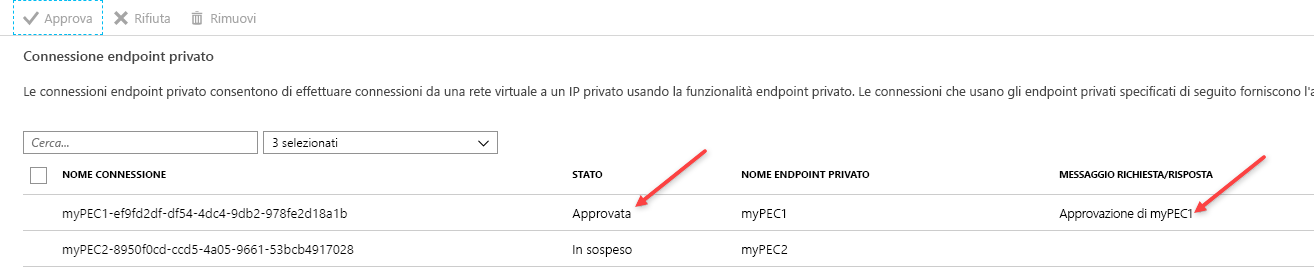 Approva Rifiuta Rimuovi
Connessione endpoint privato
Le connessioni endpoint privato consentono di effettuare connessioni da una rete virtuale a un IP privato usando la funzionalità endpoint privato. Le connessioni che usano gli endpoint privati specificati di seguito forniscono l'a
Cerca... 3 selezionati
NOME CONNESSIONE STATO NOME ENDPOINT PRIVATO MESSAGGIO RICHIESTA/RISPOSTA
myPEC1-ef9fd2df-df54-4dc4-9db2-978fe2d18a1b Approvata myPEC1 Approvazione di myPEC1
myPEC2-8950f0cd-ccd5-4a05-9661-53bcb4917028 In sospeso myPEC2